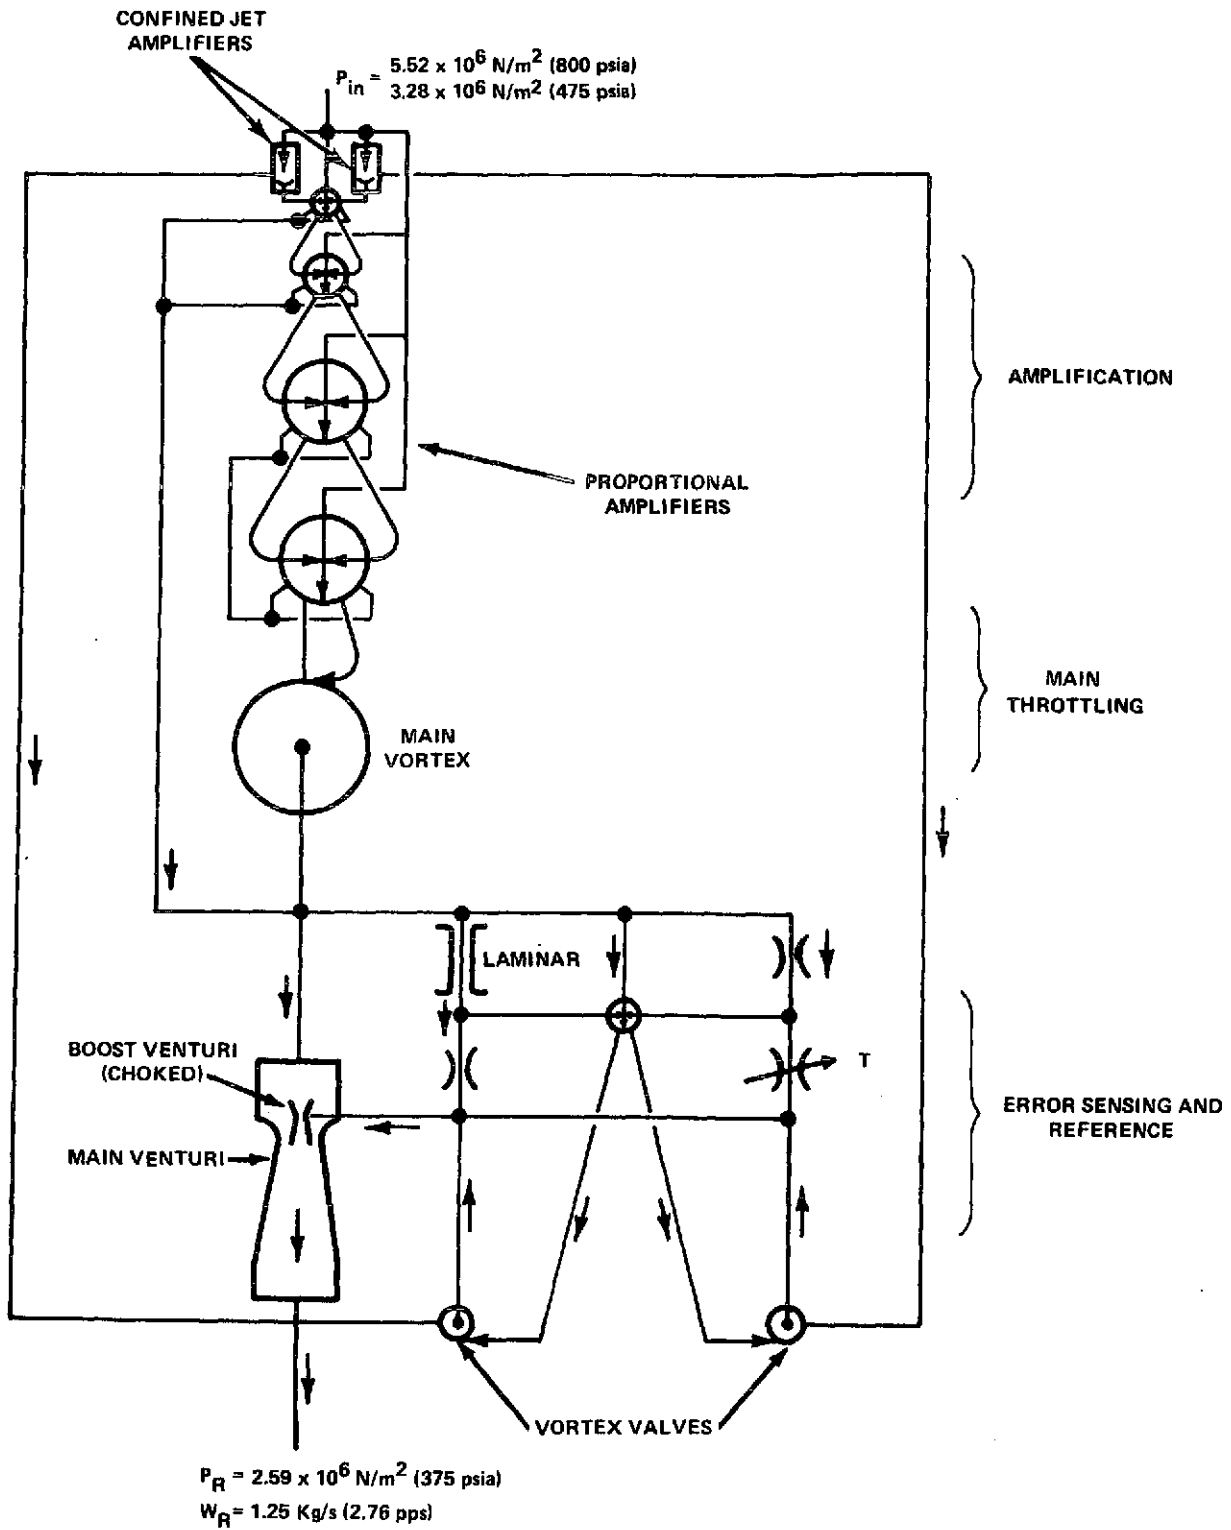 CONFINED JET
AMPLIFIERS
P_in = 5.52 x 10^6 N/m^2 (800 psia)
3.28 x 10^6 N/m^2 (475 psia)
AMPLIFICATION
PROPORTIONAL
AMPLIFIERS
MAIN
THROTTLING
MAIN
VORTEX
LAMINAR
BOOST VENTURI
(CHOKED)
T
MAIN VENTURI
ERROR SENSING AND
REFERENCE
VORTEX VALVES
P_R = 2.59 x 10^6 N/m^2 (375 psia)
W_R = 1.25 Kg/s (2.76 pps)